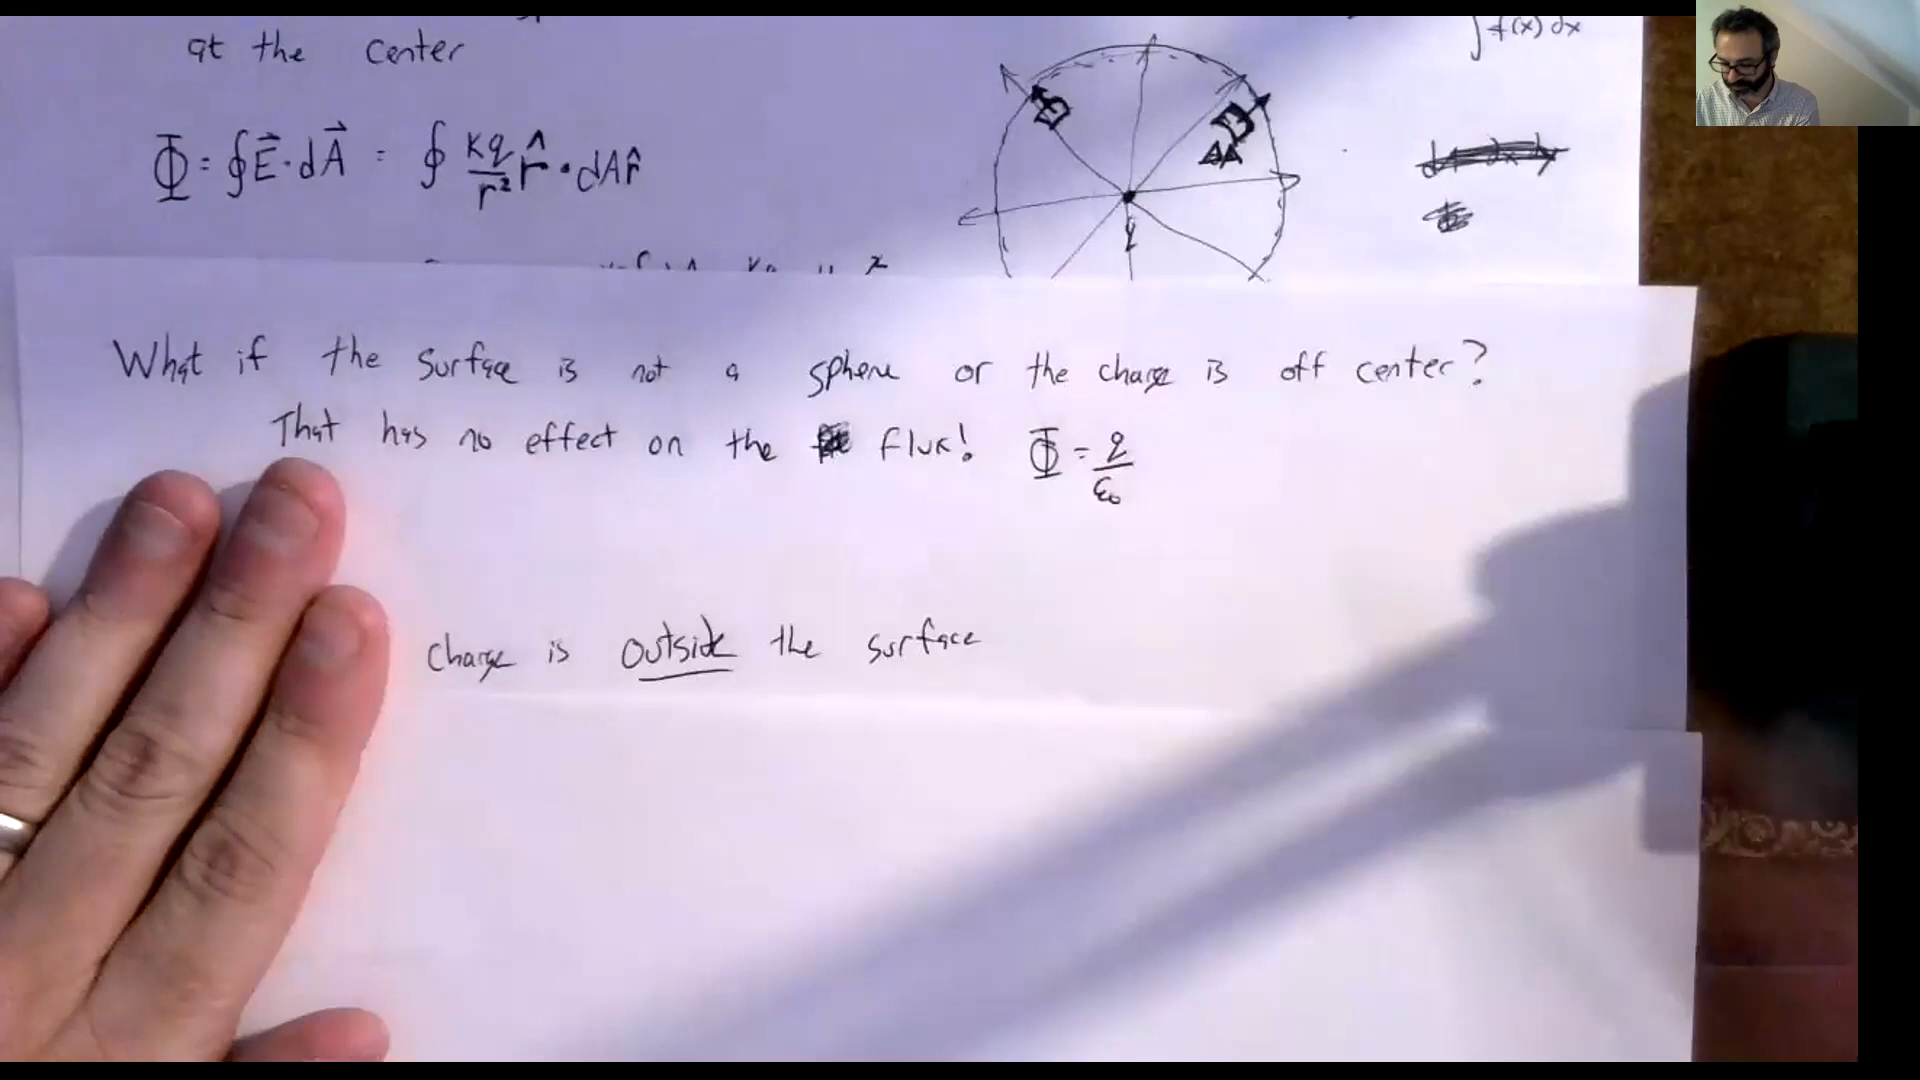 at the center
∫f(x)dx
Φ = ∮E⃗·dA⃗ = ∮ Kq/r² r̂·dA r̂
ΔA
q
What if the surface is not a sphere or the charge is off center?
That has no effect on the flux! Φ = q/ε₀
charge is outside the surface